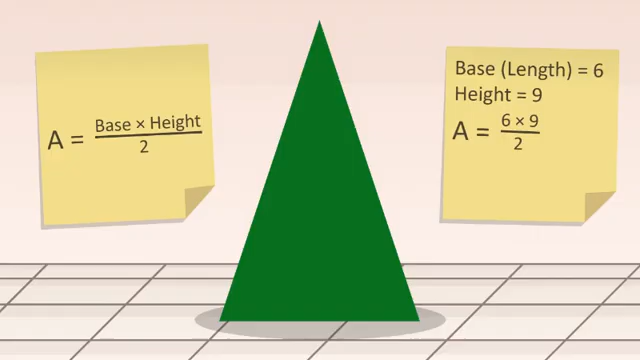 A = Base × Height
2
Base (Length) = 6
Height = 9
A = 6 × 9
2